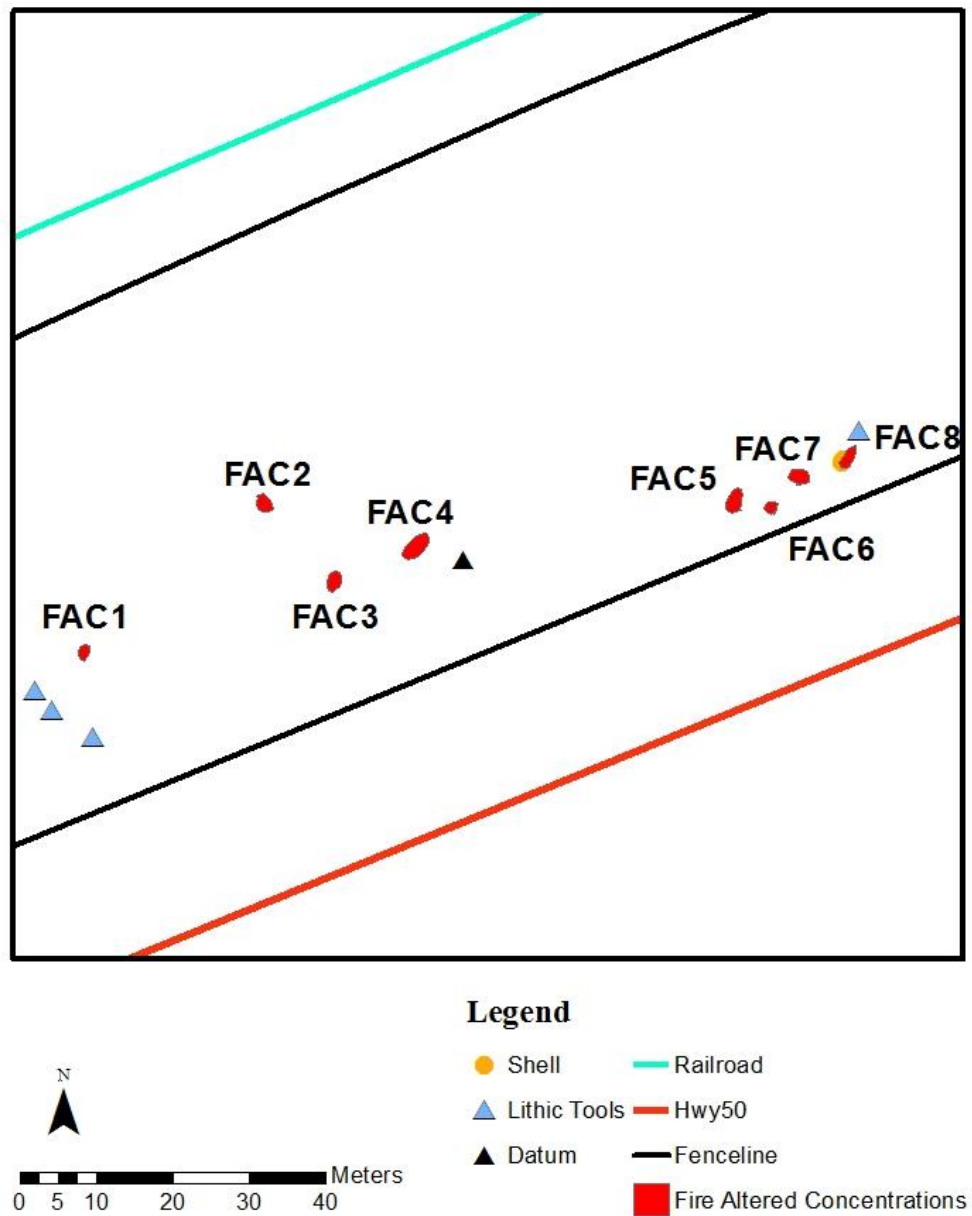 FAC8
FAC7
FAC2
FAC5
FAC4
FAC6
FAC3
FAC1
Legend
Shell
Railroad
N
Lithic Tools
Hwy50
Datum
Fenceline
Meters
0 5 10 20 30 40
Fire Altered Concentrations